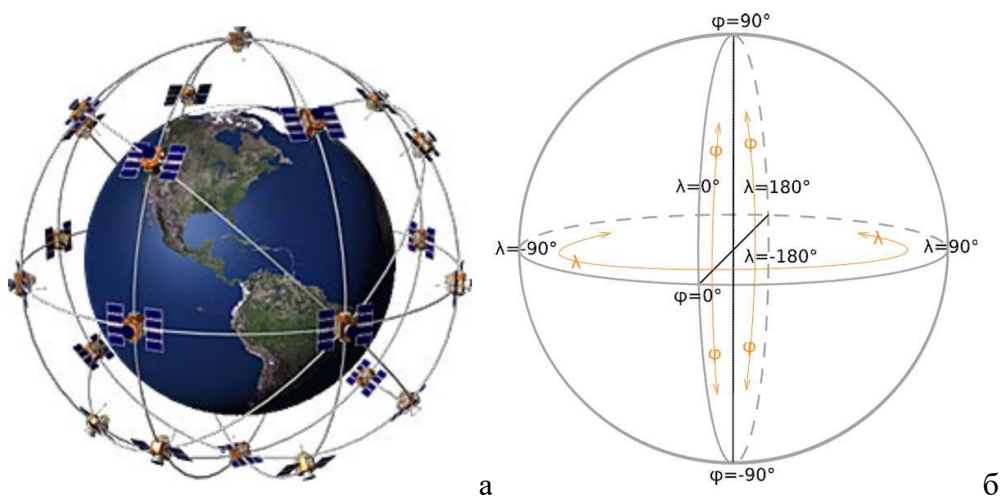 φ=90°
φ
φ
λ=0°
λ=180°
λ=-90°
λ
λ
λ=90°
λ=-180°
φ=0°
φ
φ
φ=-90°
а
б